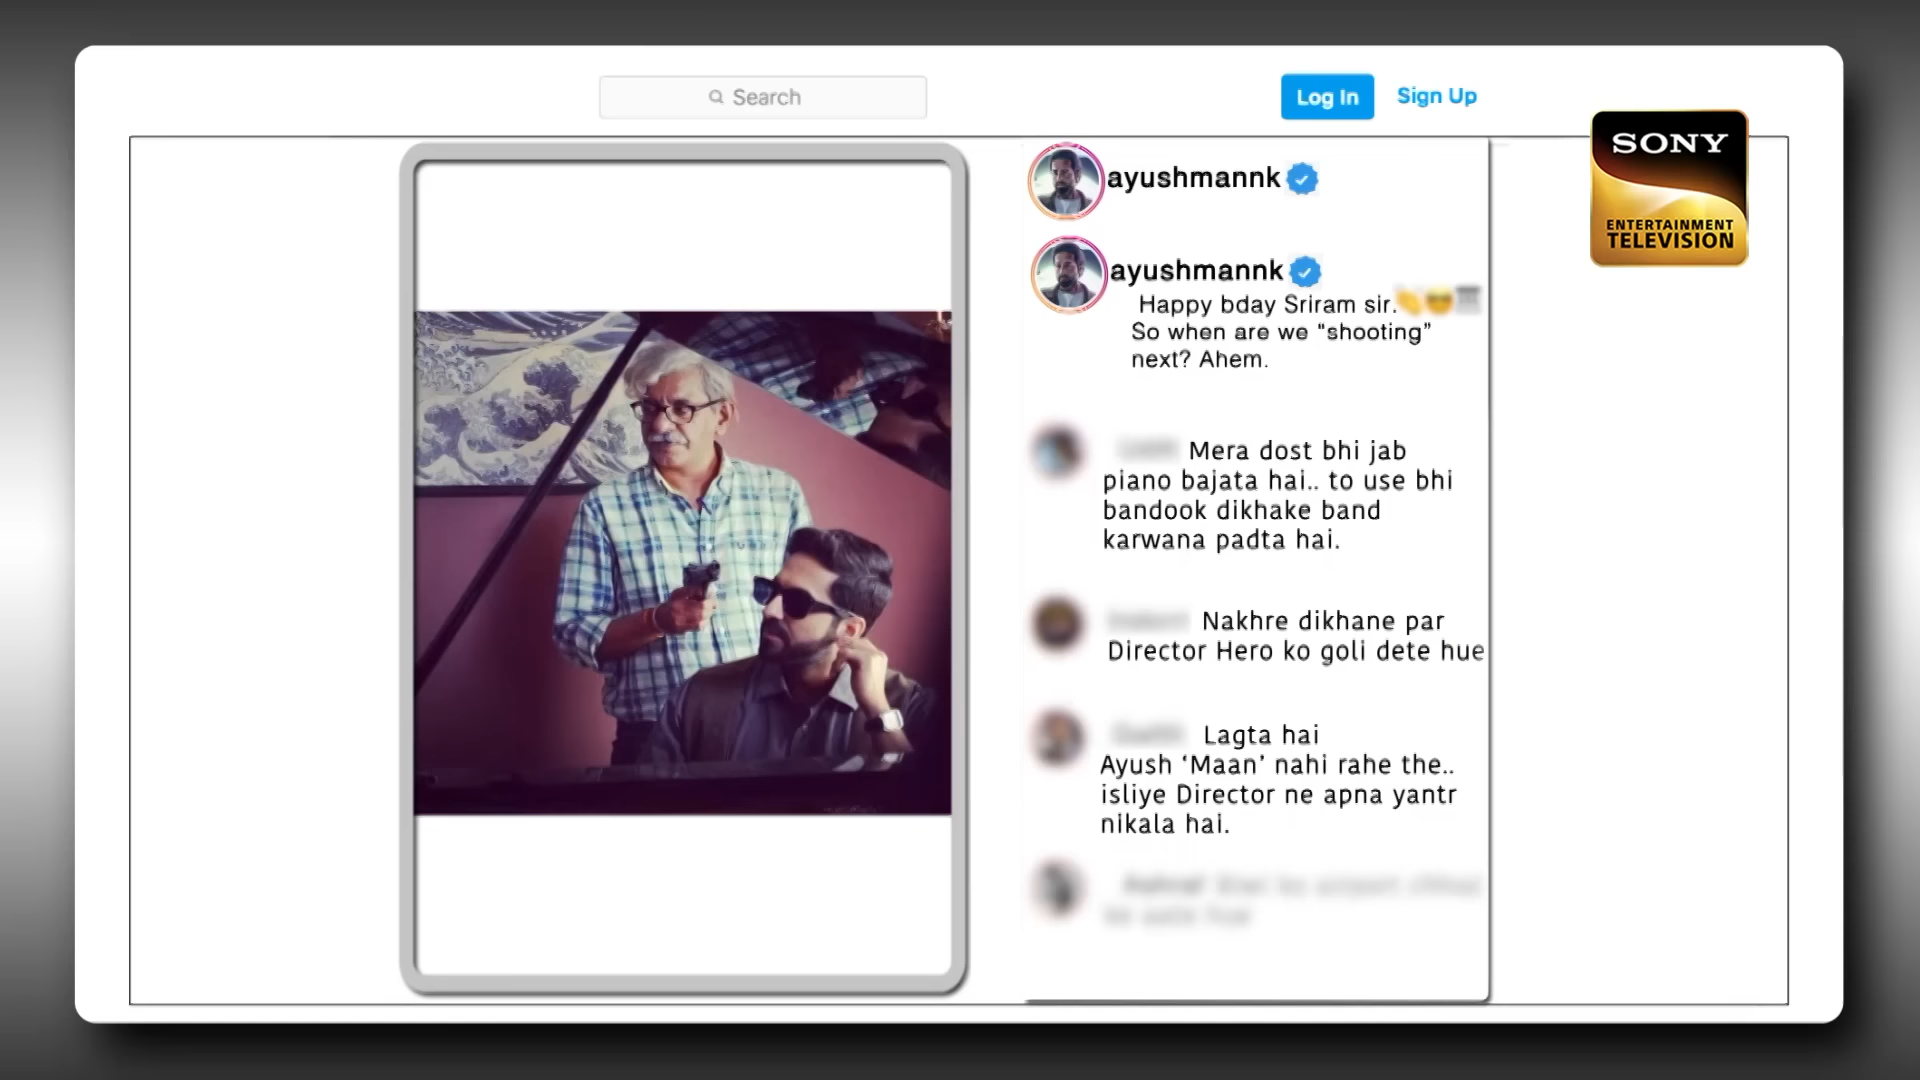 Search
Log In
Sign Up
SONY
ENTERTAINMENT
TELEVISION
ayushmannk
ayushmannk
Happy bday Sriram sir.
So when are we “shooting”
next? Ahem.
Mera dost bhi jab
piano bajata hai.. to use bhi
bandook dikhake band
karwana padta hai.
Nakhre dikhane par
Director Hero ko goli dete hue
Lagta hai
Ayush ‘Maan’ nahi rahe the..
isliye Director ne apna yantr
nikala hai.